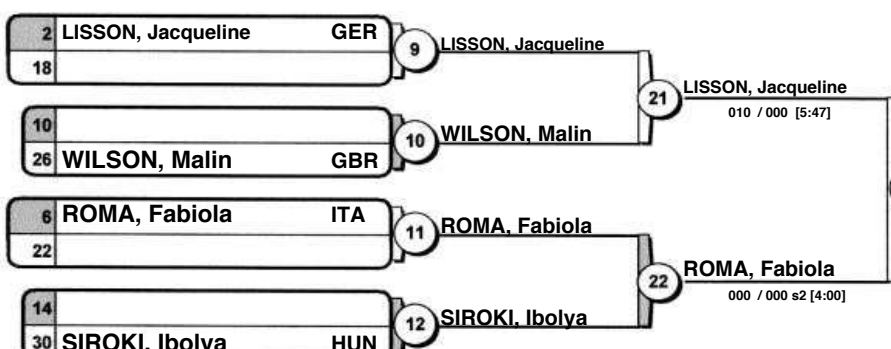 2 LISSON, Jacqueline GER
18
9
LISSON, Jacqueline
10
26 WILSON, Malin GBR
10
WILSON, Malin
21
LISSON, Jacqueline
010 / 000 [5:47]
6 ROMA, Fabiola ITA
22
11
ROMA, Fabiola
14
30 SIROKI, Ibolya HUN
12
SIROKI, Ibolya
22
ROMA, Fabiola
000 / 000 s2 [4:00]